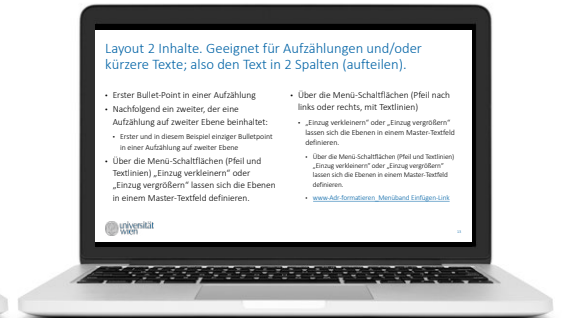 Layout 2 Inhalte. Geeignet für Aufzählungen und/oder
kürzere Texte; also den Text in 2 Spalten (aufteilen).
• Erster Bullet-Point in einer Aufzählung
• Nachfolgend ein zweiter, der eine
Aufzählung auf zweiter Ebene beinhaltet:
• Erster und in diesem Beispiel einziger Bulletpoint
in einer Aufzählung auf zweiter Ebene
• Über die Menü-Schaltflächen (Pfeil und
Textlinien) „Einzug verkleinern“ oder
„Einzug vergrößern“ lassen sich die Ebenen
in einem Master-Textfeld definieren.
• Über die Menü-Schaltflächen (Pfeil nach
links oder rechts, mit Textlinien)
• „Einzug verkleinern“ oder „Einzug vergrößern“
lassen sich die Ebenen in einem Master-Textfeld
definieren.
• Über die Menü-Schaltflächen (Pfeil und Textlinien)
„Einzug verkleinern“ oder „Einzug vergrößern“
lassen sich die Ebenen in einem Master-Textfeld
definieren.
• www-Adr-formatieren_Menüband Einfügen-Link
universität
wien